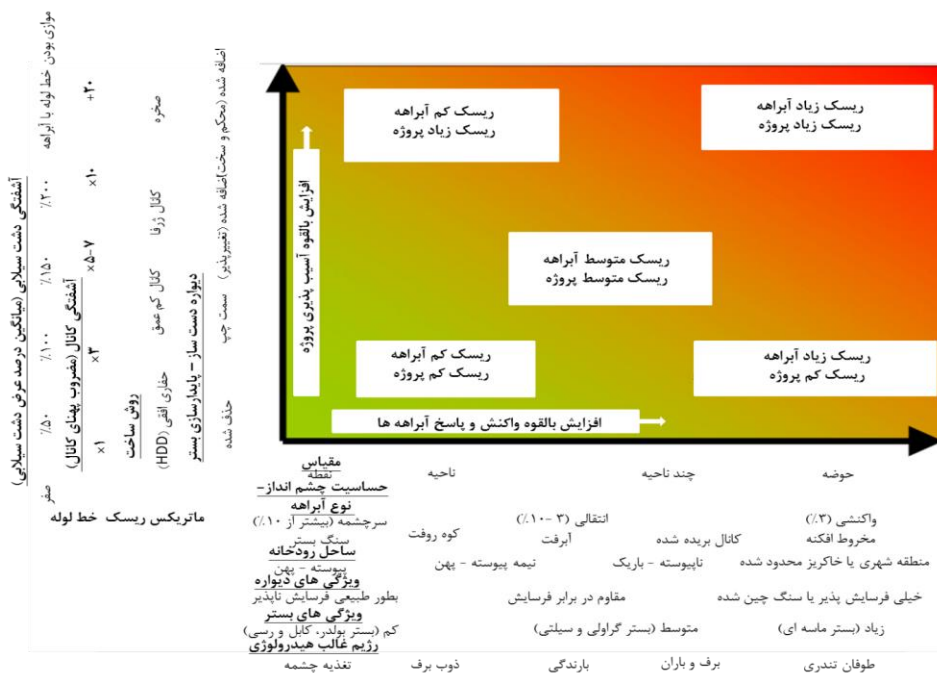 آشفتگی دشت سیلابی (میانگین درصد عرض دشت سیلابی)
صفر ٪۵۰ ٪۱۰۰ ٪۱۵۰ ٪۲۰۰ موازی بودن خط لوله با آبراهه
آشفتگی کانال (مضروب پهنای کانال)
×۱ ×۳ ×۵-۷ ×۱۰ +۲۰
روش ساخت
حفاری افقی (HDD) کانال کم عمق کانال ژرفا صخره
دیواره دست ساز – پایدارسازی بستر
حذف شده سمت چپ اضافه شده (تغییرپذیر) اضافه شده (محکم و سخت)
ماتریکس ریسک خط لوله
افزایش بالقوه آسیب پذیری پروژه
ریسک کم آبراهه
ریسک زیاد پروژه
ریسک زیاد آبراهه
ریسک زیاد پروژه
ریسک متوسط آبراهه
ریسک متوسط پروژه
ریسک کم آبراهه
ریسک کم پروژه
ریسک زیاد آبراهه
ریسک کم پروژه
افزایش بالقوه واکنش و پاسخ آبراهه ها
مقیاس
نقطه ناحیه چند ناحیه حوضه
حساسیت چشم انداز–
نوع آبراهه
سرچشمه (بیشتر از ۱۰٪) انتقالی (۳ -۱۰٪) واکنشی (۳٪)
سنگ بستر کوه روفت آبرفت کانال بریده شده مخروط افکنه
ساحل رودخانه
پیوسته - پهن نیمه پیوسته - پهن ناپیوسته - باریک منطقه شهری یا خاکریز محدود شده
ویژگی های دیواره
بطور طبیعی فرسایش ناپذیر مقاوم در برابر فرسایش خیلی فرسایش پذیر یا سنگ چین شده
ویژگی های بستر
کم (بستر بولدر، کابل و رسی) متوسط (بستر گراولی و سیلتی) زیاد (بستر ماسه ای)
رژیم غالب هیدرولوژی
تغذیه چشمه ذوب برف بارندگی برف و باران طوفان تندری